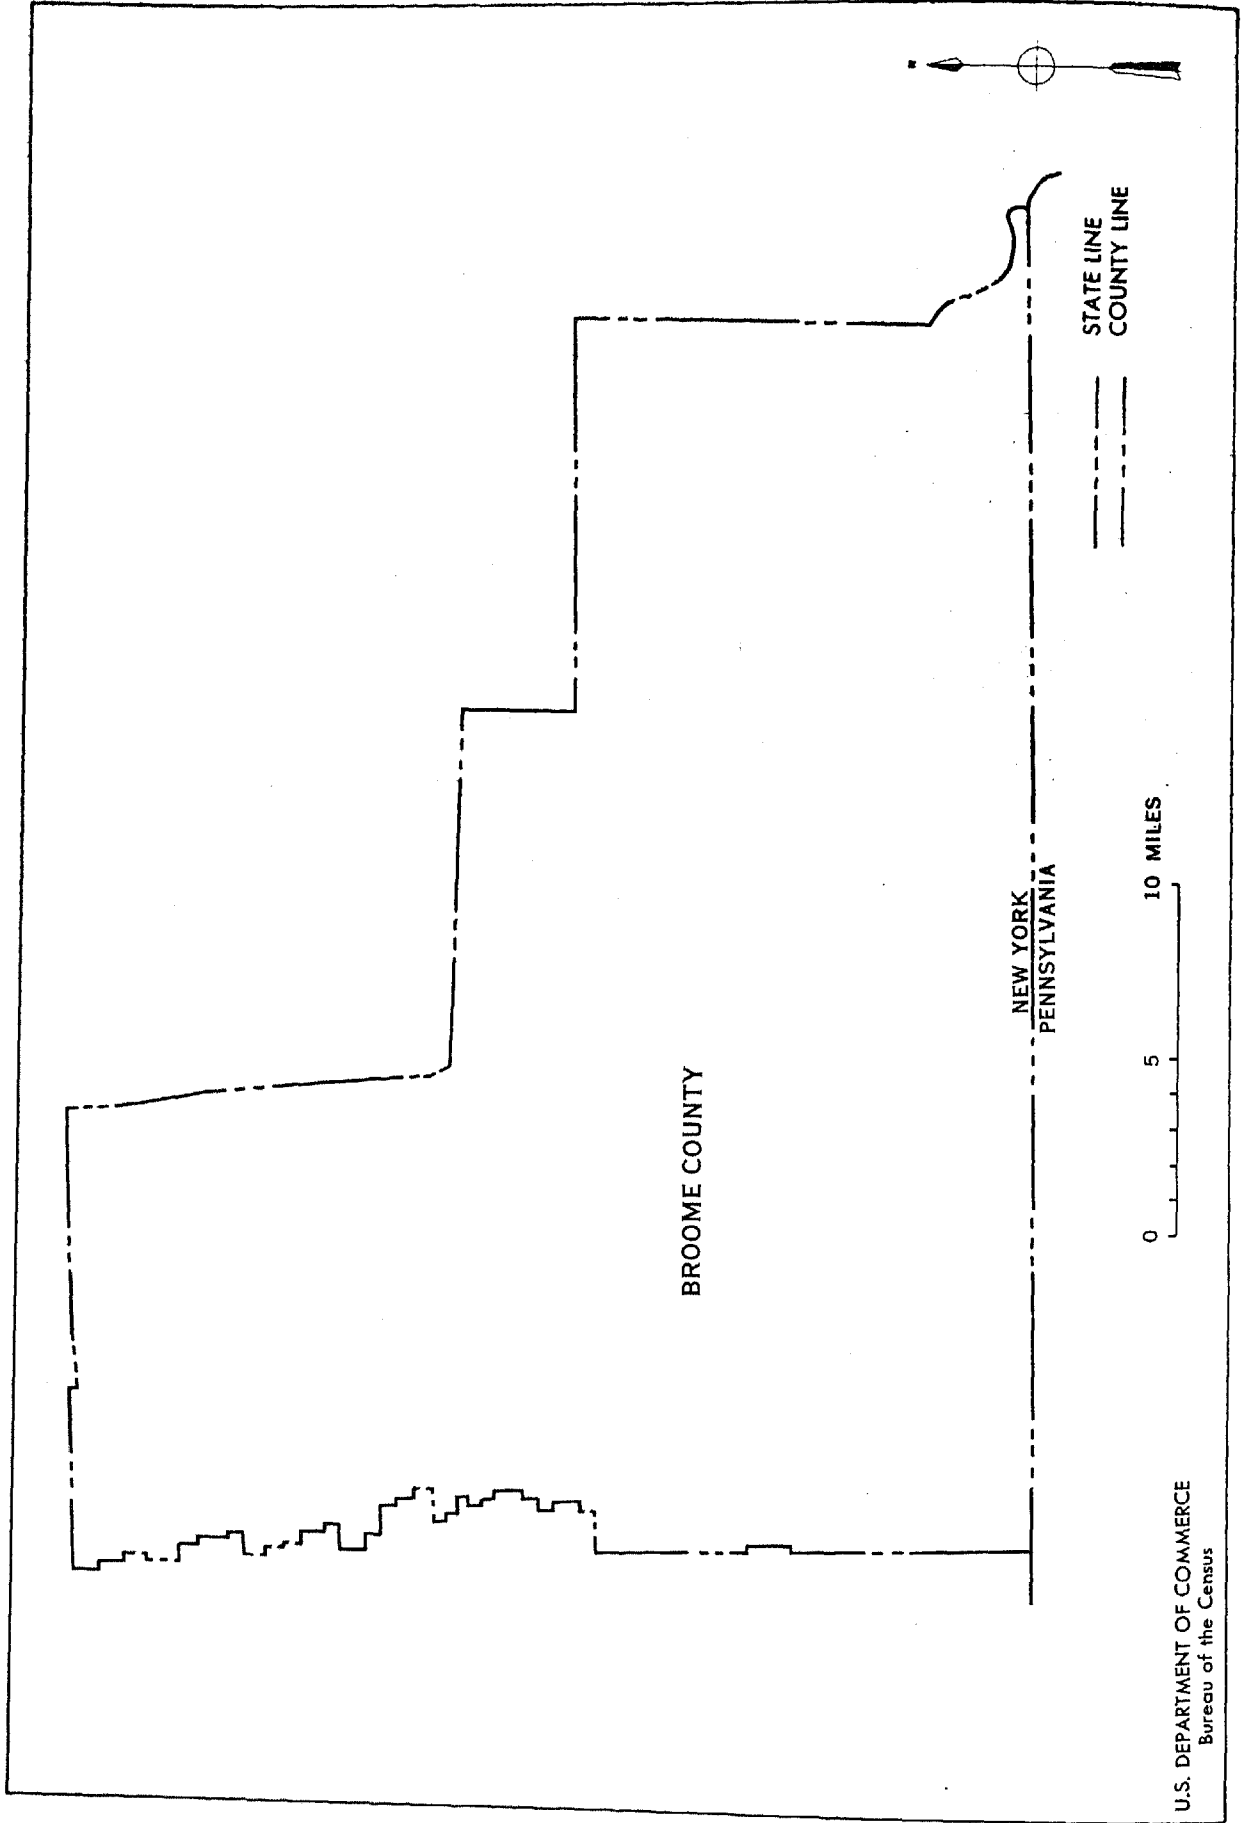 N
STATE LINE
COUNTY LINE
BROOME COUNTY
NEW YORK
PENNSYLVANIA
0 5 10 MILES
U.S. DEPARTMENT OF COMMERCE
Bureau of the Census